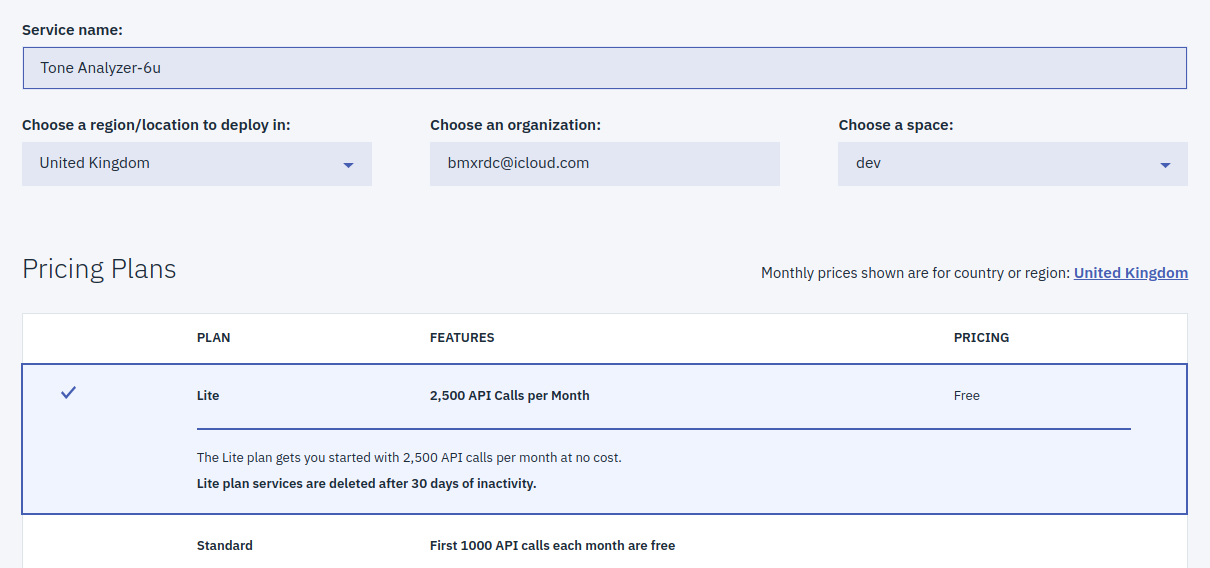 Service name:
Tone Analyzer-6u
Choose a region/location to deploy in:
Choose an organization:
Choose a space:
United Kingdom
bmxrdc@icloud.com
dev
Pricing Plans
Monthly prices shown are for country or region: United Kingdom
PLAN FEATURES PRICING
Lite 2,500 API Calls per Month Free
The Lite plan gets you started with 2,500 API calls per month at no cost.
Lite plan services are deleted after 30 days of inactivity.
Standard First 1000 API calls each month are free